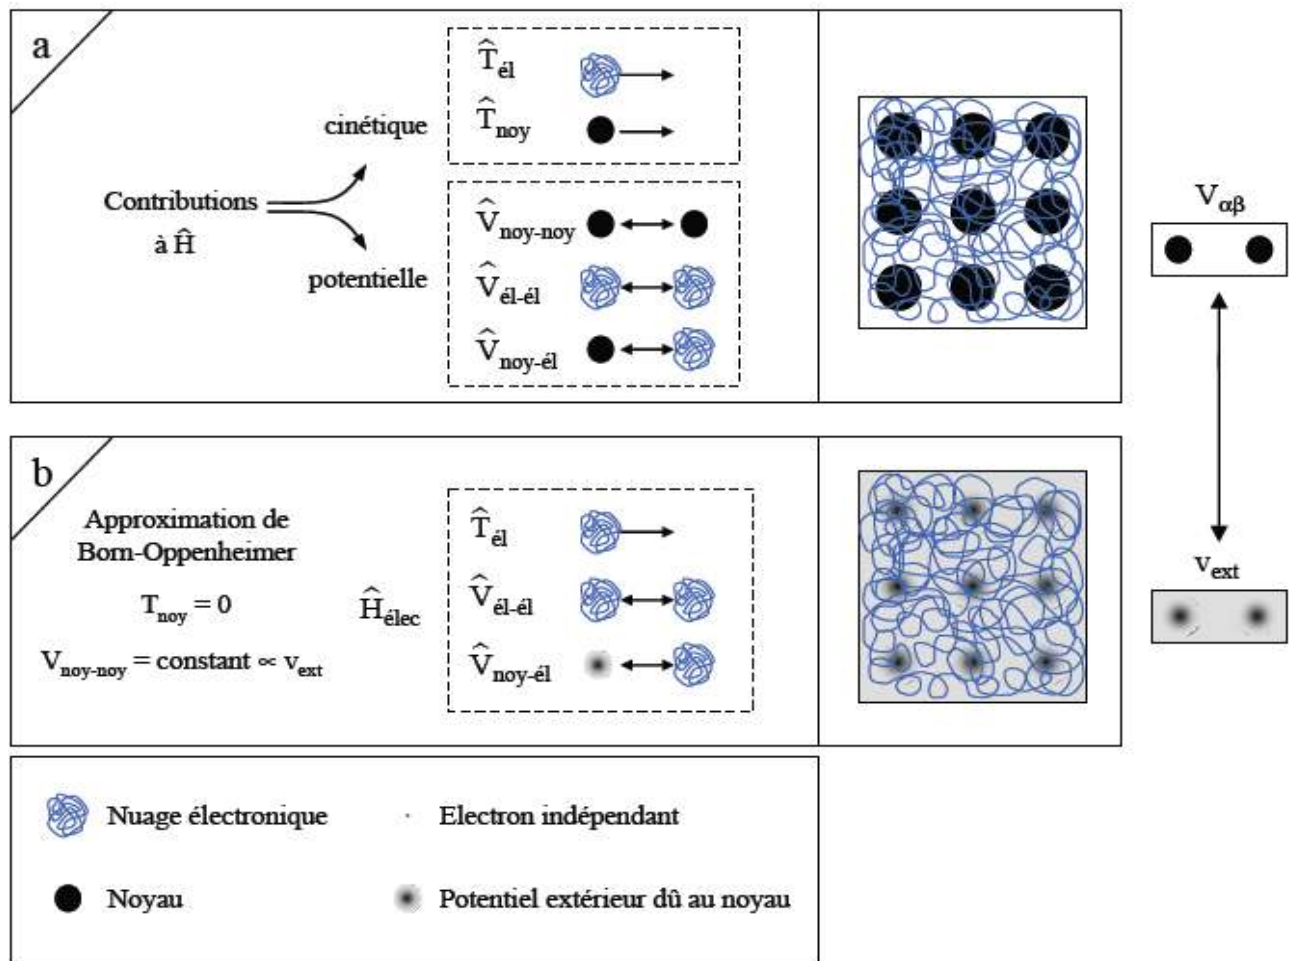 a
Contributions
à Ĥ
cinétique
potentielle
T̂él
T̂noy
V̂noy-noy
V̂él-él
V̂noy-él
Vαβ
b
Approximation de
Born-Oppenheimer
Tnoy = 0
Vnoy-noy = constant ∝ vext
Ĥélec
T̂él
V̂él-él
V̂noy-él
vext
Nuage électronique
Electron indépendant
Noyau
Potentiel extérieur dû au noyau